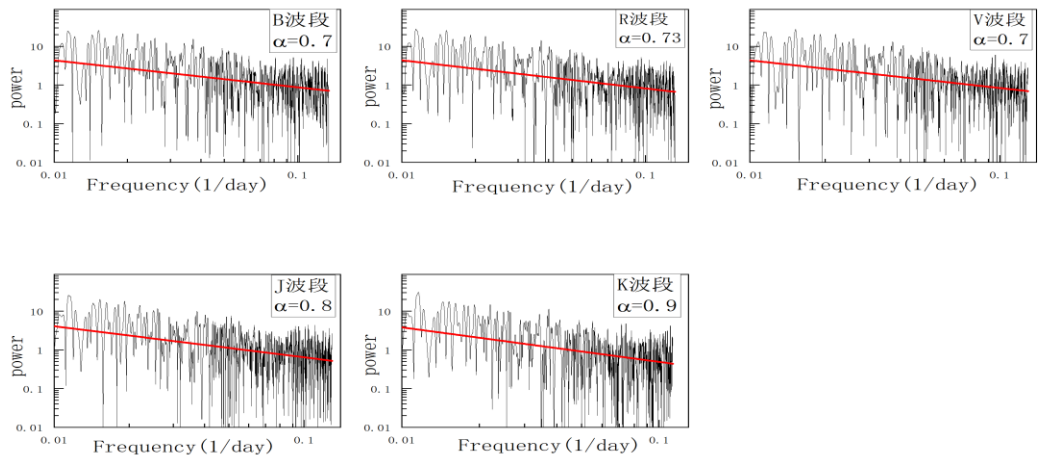 B波段
α=0.7
10
1
0.1
0.01
power
0.01
0.1
Frequency(1/day)
R波段
α=0.73
10
1
0.1
0.01
power
0.01
0.1
Frequency(1/day)
V波段
α=0.7
10
1
0.1
0.01
power
0.01
0.1
Frequency(1/day)
J波段
α=0.8
10
1
0.1
0.01
power
0.01
0.1
Frequency(1/day)
K波段
α=0.9
10
1
0.1
0.01
power
0.01
0.1
Frequency(1/day)